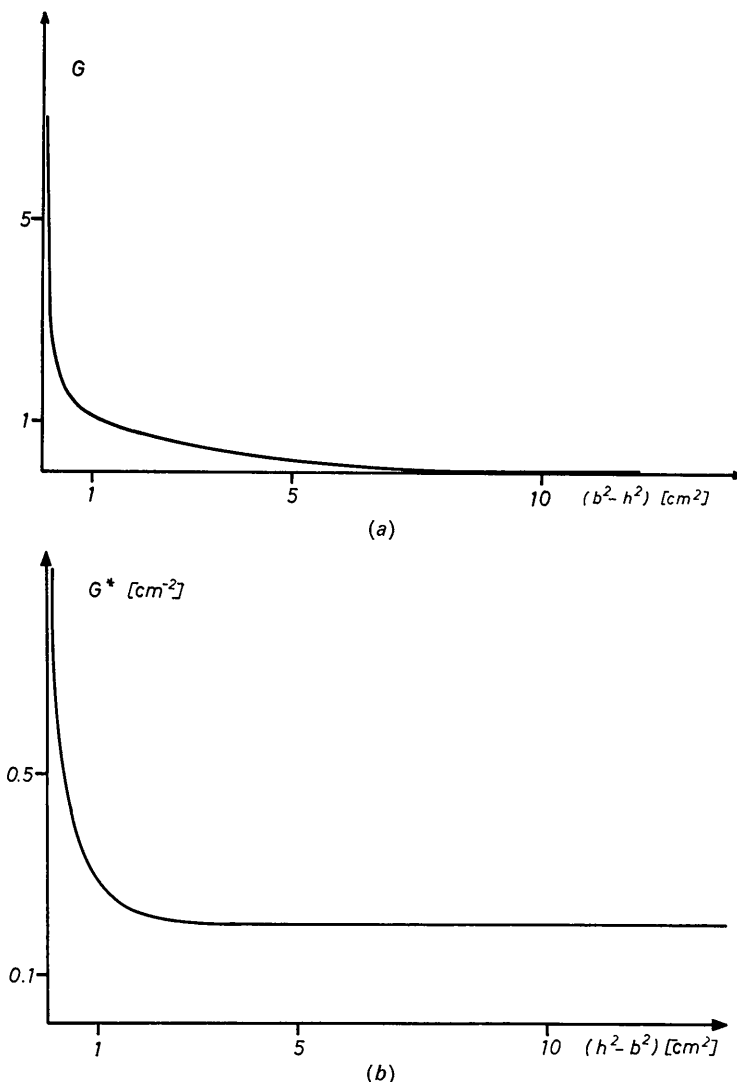 G
5
1
1 5 10 (b²–h²) [cm²]
(a)
G* [cm⁻²]
0.5
0.1
1 5 10 (h²–b²) [cm²]
(b)